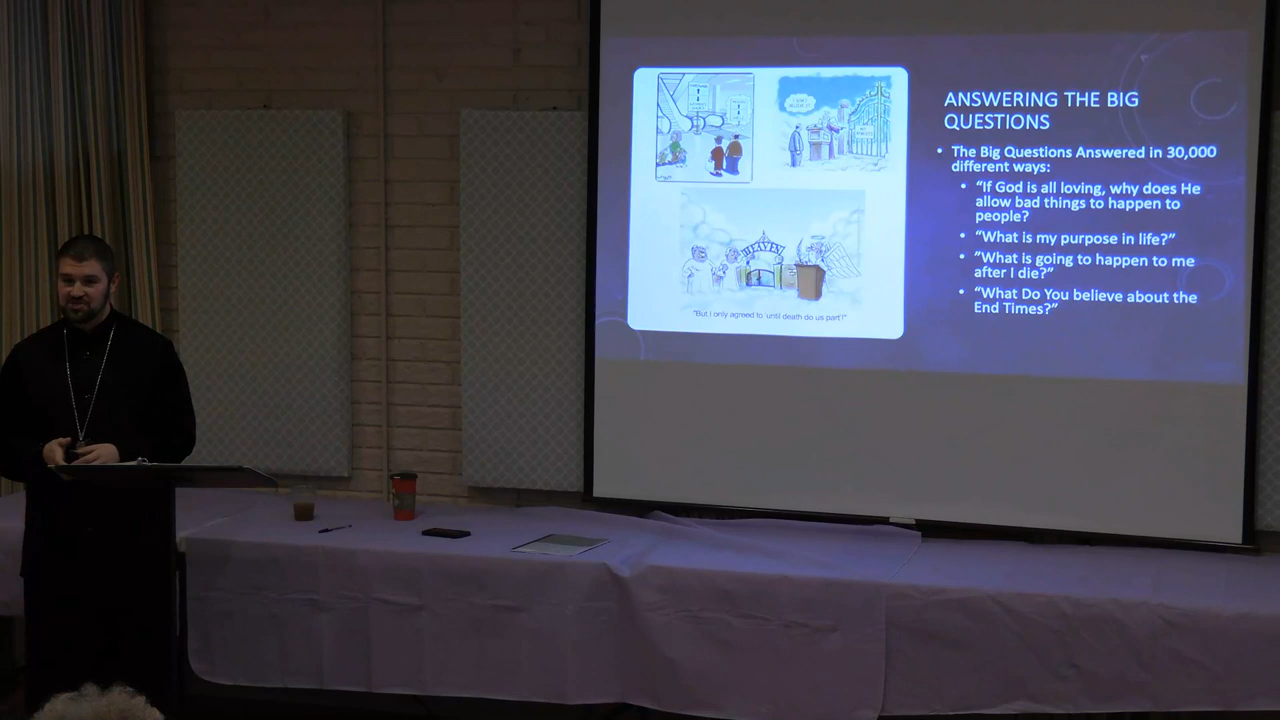 ANSWERING THE BIG
QUESTIONS
• The Big Questions Answered in 30,000
different ways:
• “If God is all loving, why does He
allow bad things to happen to
people?
• “What is my purpose in life?”
• ”What is going to happen to me
after I die?”
• “What Do You believe about the
End Times?”
HEAVEN
"But I only agreed to 'until death do us part'!"